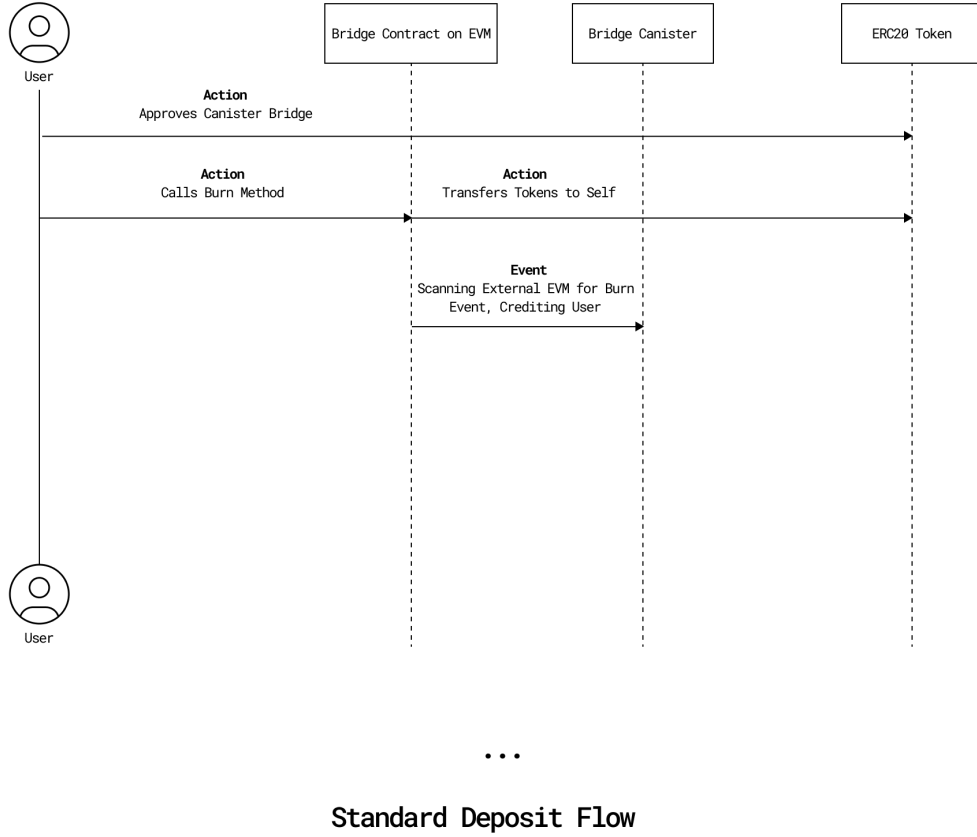 Bridge Contract on EVM
Bridge Canister
ERC20 Token
User
Action
Approves Canister Bridge
Action
Calls Burn Method
Action
Transfers Tokens to Self
Event
Scanning External EVM for Burn
Event, Crediting User
User
...
Standard Deposit Flow